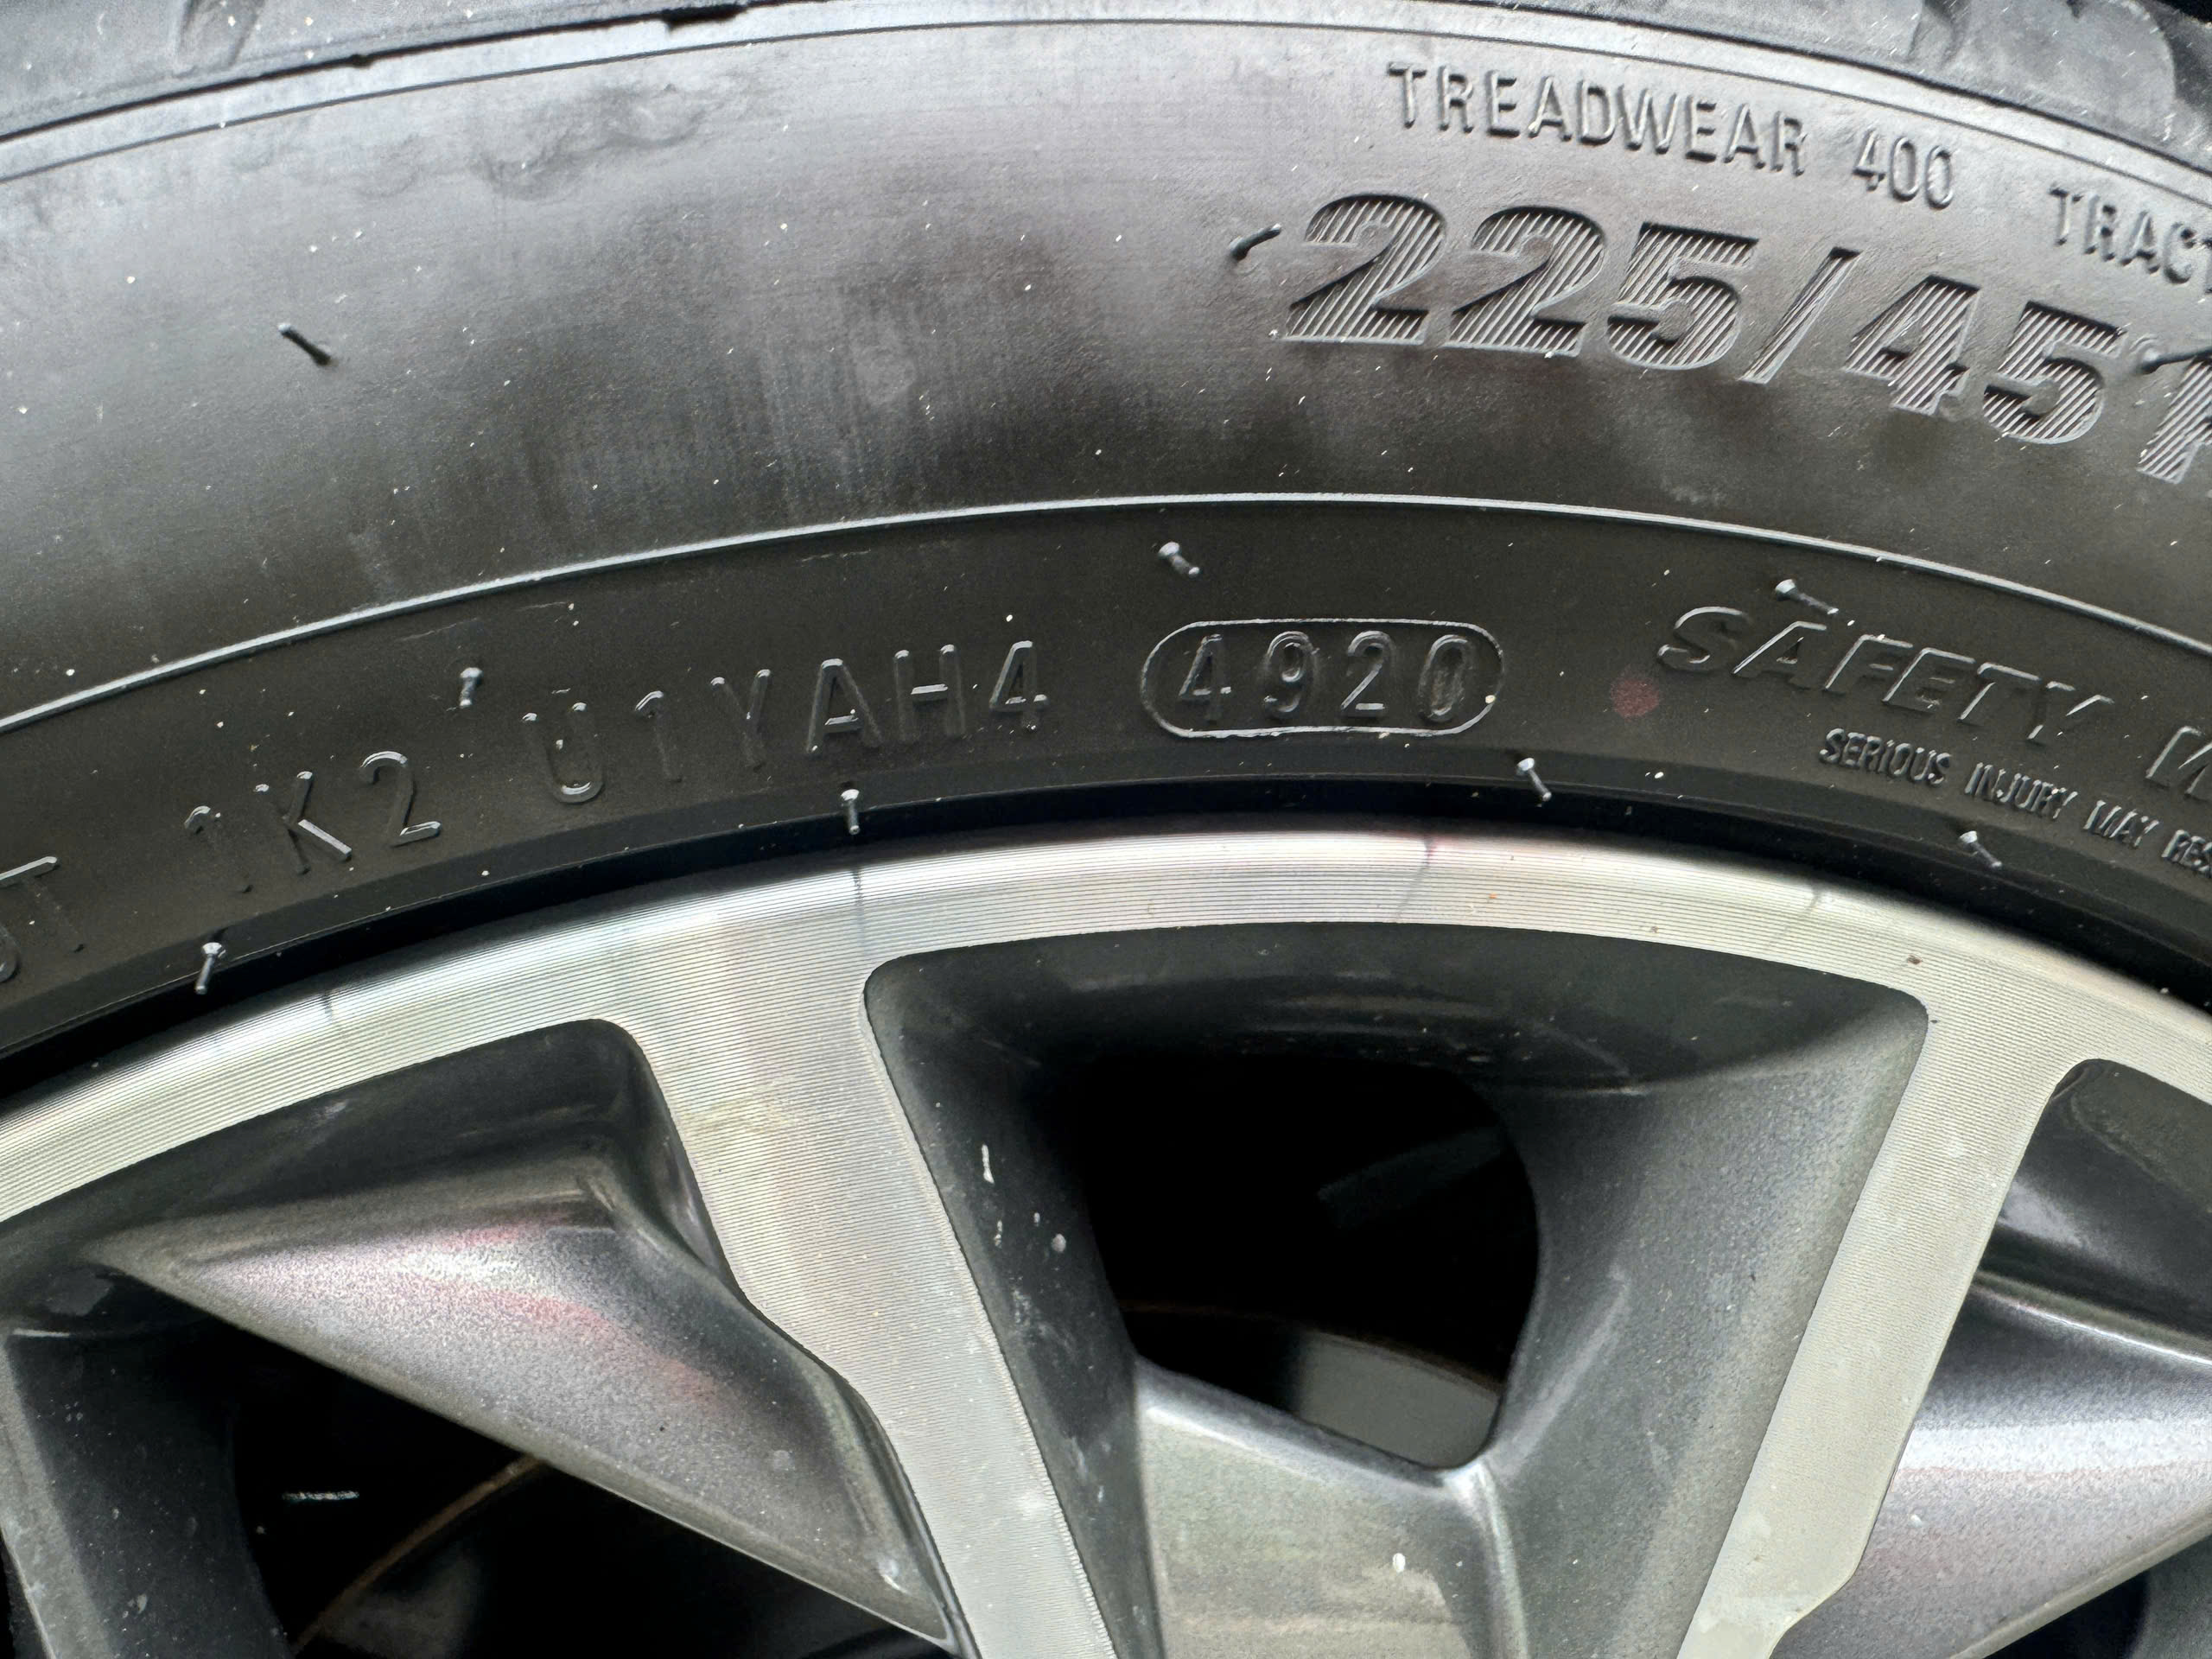 TREADWEAR 400
225/45
1K2 U1YAH4 4920
SAFETY
SERIOUS INJURY MAY